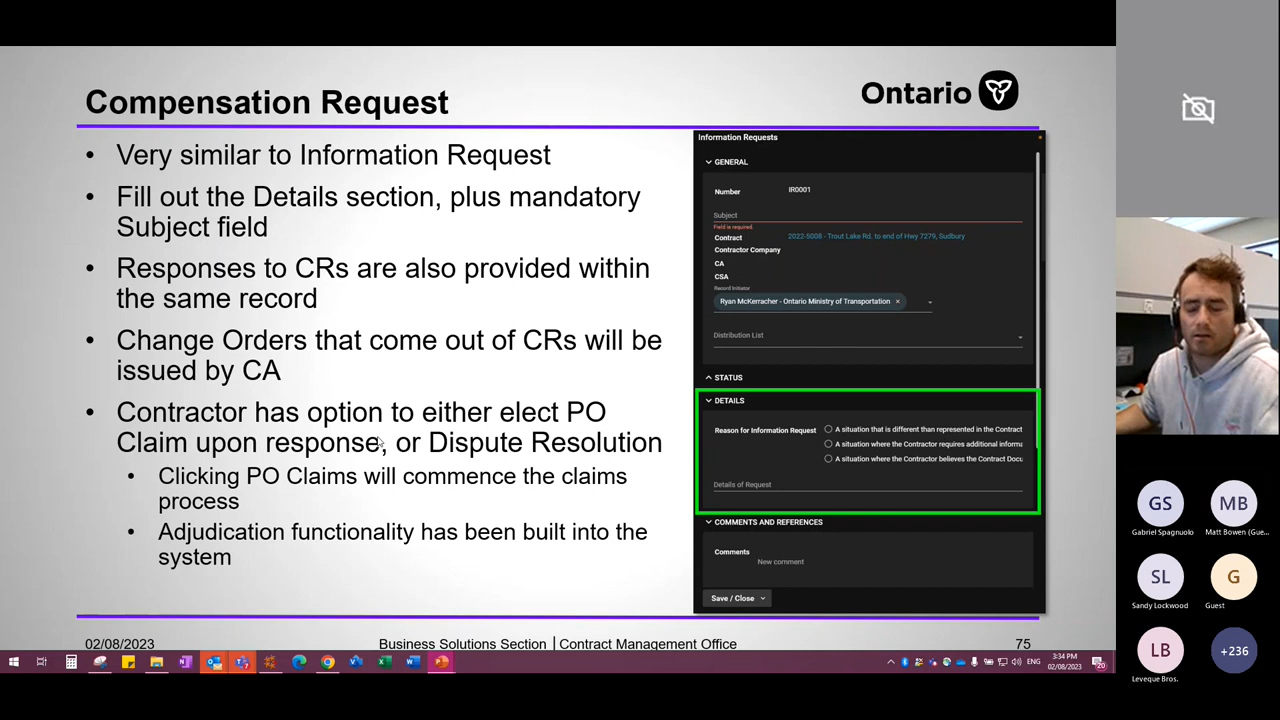 Compensation Request
Ontario
• Very similar to Information Request
• Fill out the Details section, plus mandatory
Subject field
• Responses to CRs are also provided within
the same record
• Change Orders that come out of CRs will be
issued by CA
• Contractor has option to either elect PO
Claim upon response, or Dispute Resolution
• Clicking PO Claims will commence the claims
process
• Adjudication functionality has been built into the
system
Information Requests
GENERAL
Number IR0001
Subject
Field is required.
Contract 2022-5008 - Trout Lake Rd. to end of Hwy 7279, Sudbury
Contractor Company
CA
CSA
Record Initiator
Ryan McKerracher - Ontario Ministry of Transportation ×
Distribution List
STATUS
DETAILS
Reason for Information Request
A situation that is different than represented in the Contract
A situation where the Contractor requires additional informa
A situation where the Contractor believes the Contract Docu
Details of Request
COMMENTS AND REFERENCES
Comments
New comment
Save / Close
02/08/2023 Business Solutions Section | Contract Management Office 75
ENG
3:34 PM
02/08/2023
20
GS
Gabriel Spagnuolo
MB
Matt Bowen (Gue...
SL
Sandy Lockwood
G
Guest
LB
Leveque Bros.
+236